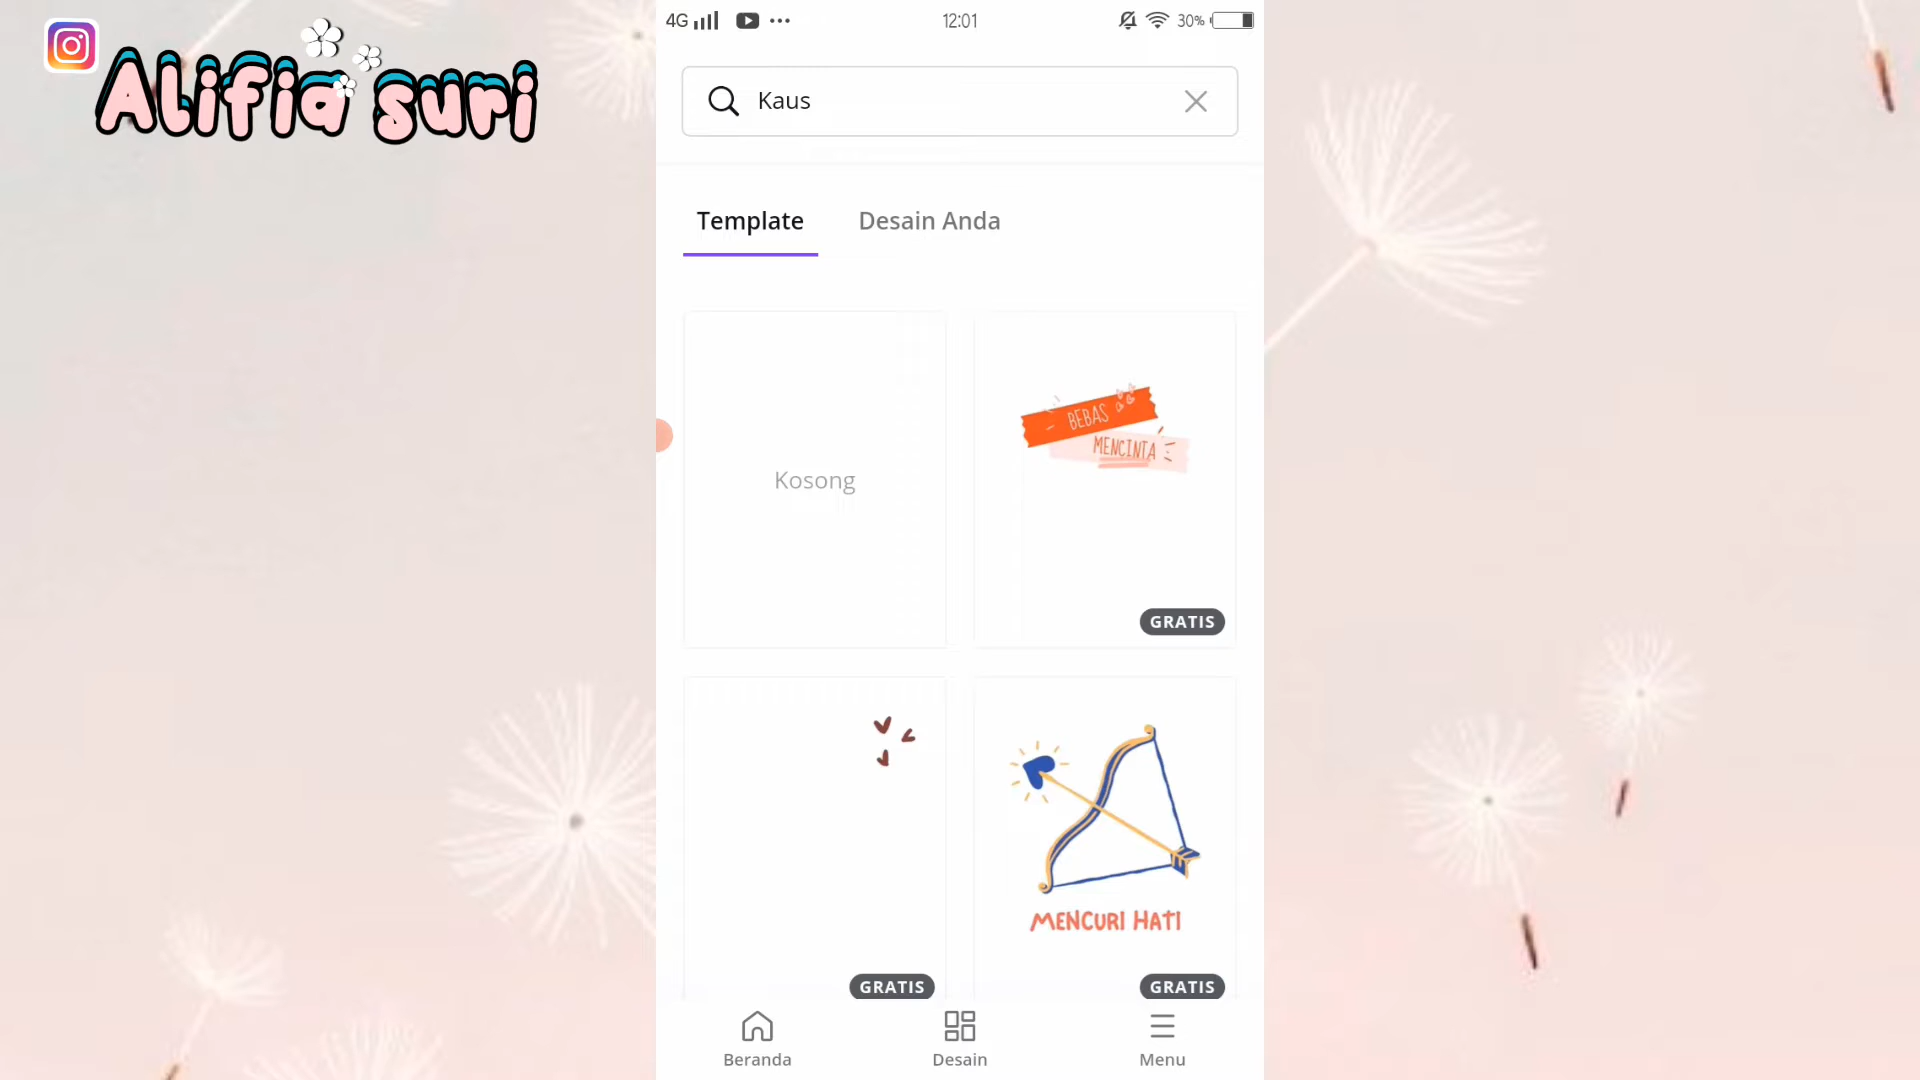 Alifia suri
4G
12:01
30%
Kaus
Template
Desain Anda
Kosong
BEBAS
MENCINTA
GRATIS
MENCURI HATI
GRATIS
GRATIS
Beranda
Desain
Menu